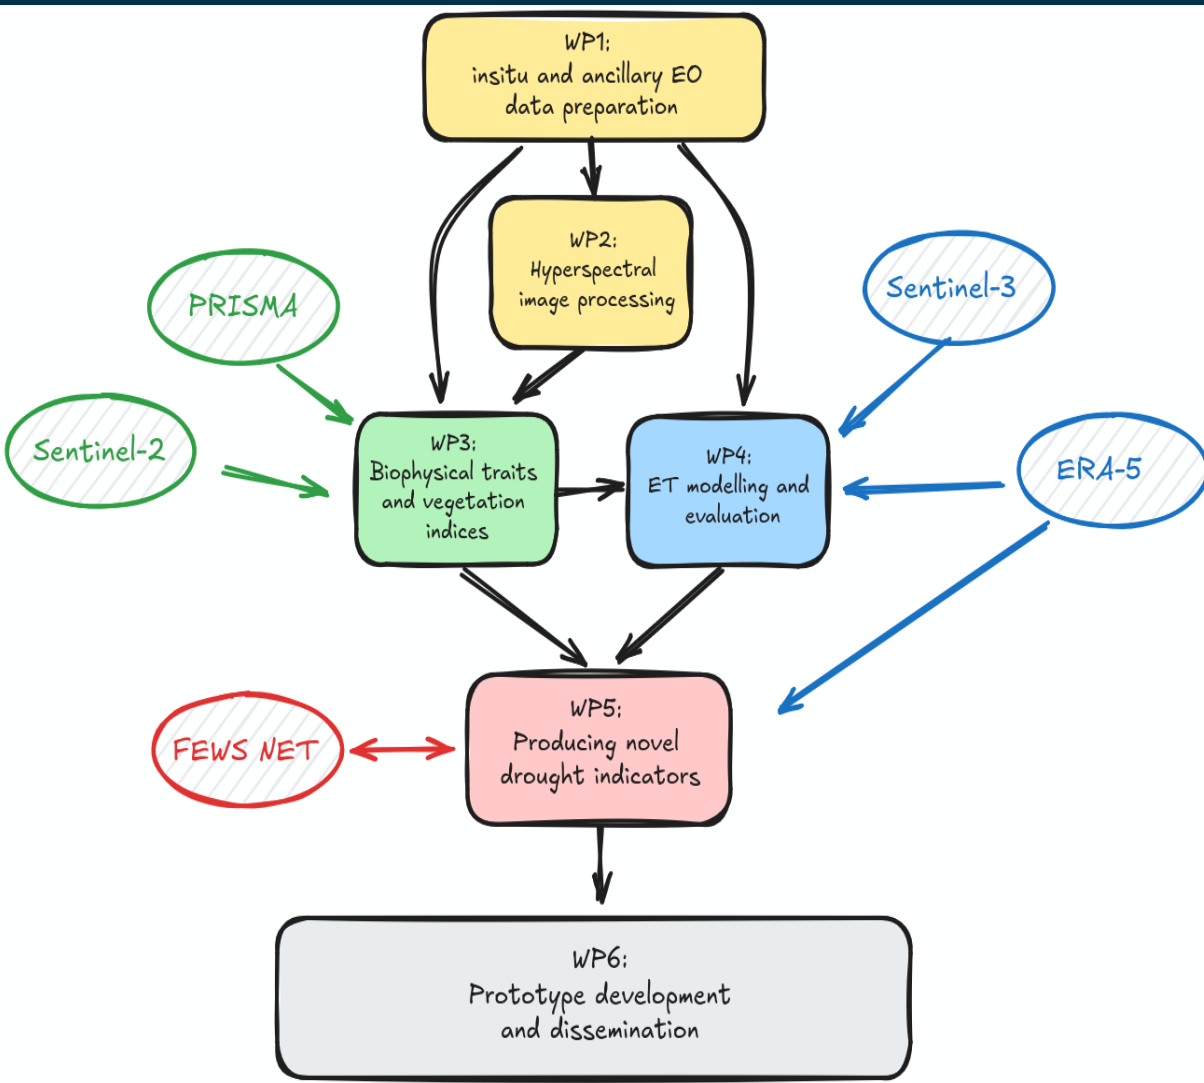 WP1:
insitu and ancillary EO
data preparation
WP2:
Hyperspectral
image processing
PRISMA
Sentinel-3
Sentinel-2
WP3:
Biophysical traits
and vegetation
indices
WP4:
ET modelling and
evaluation
ERA-5
WP5:
Producing novel
drought indicators
FEWS NET
WP6:
Prototype development
and dissemination